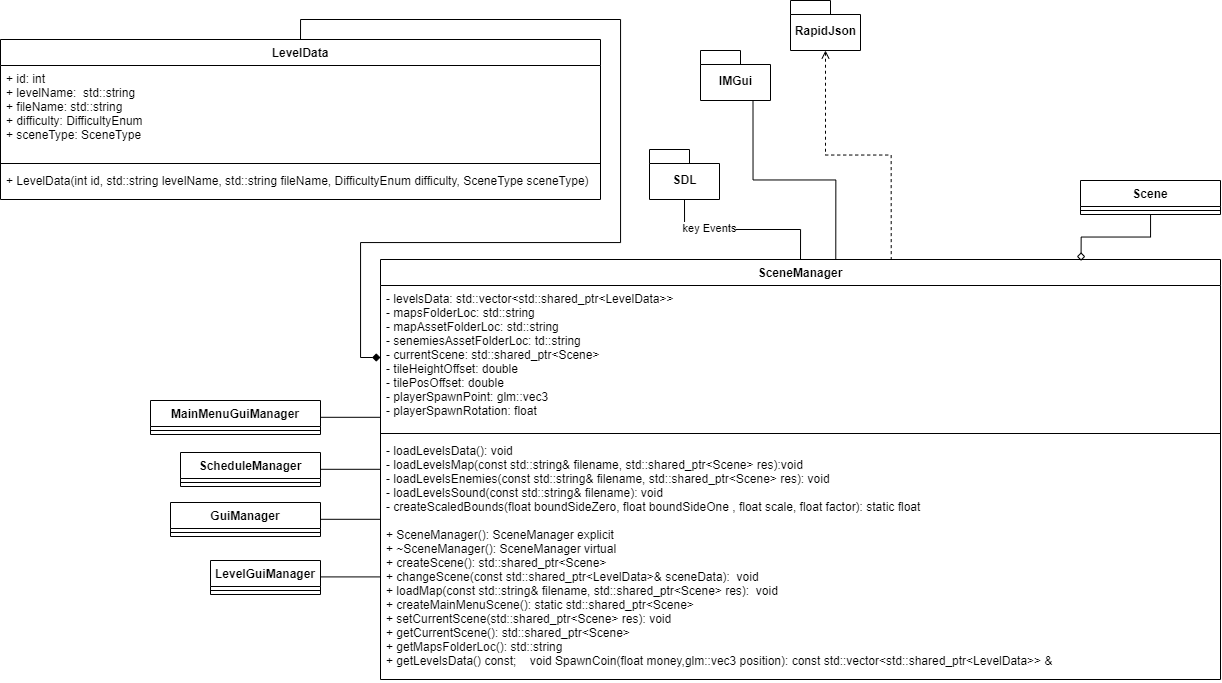 RapidJson
LevelData
+ id: int
+ levelName:  std::string
+ fileName: std::string
+ difficulty: DifficultyEnum
+ sceneType: SceneType
+ LevelData(int id, std::string levelName, std::string fileName, DifficultyEnum difficulty, SceneType sceneType)
IMGui
SDL
key Events
Scene
SceneManager
- levelsData: std::vector<std::shared_ptr<LevelData>>
- mapsFolderLoc: std::string
- mapAssetFolderLoc: std::string
- senemiesAssetFolderLoc: td::string
- currentScene: std::shared_ptr<Scene>
- tileHeightOffset: double
- tilePosOffset: double
- playerSpawnPoint: glm::vec3
- playerSpawnRotation: float
- loadLevelsData(): void
- loadLevelsMap(const std::string& filename, std::shared_ptr<Scene> res):void
- loadLevelsEnemies(const std::string& filename, std::shared_ptr<Scene> res): void
- loadLevelsSound(const std::string& filename): void
- createScaledBounds(float boundSideZero, float boundSideOne , float scale, float factor): static float
+ SceneManager(): SceneManager explicit
+ ~SceneManager(): SceneManager virtual
+ createScene(): std::shared_ptr<Scene>
+ changeScene(const std::shared_ptr<LevelData>& sceneData):  void
+ loadMap(const std::string& filename, std::shared_ptr<Scene> res):  void
+ createMainMenuScene(): static std::shared_ptr<Scene>
+ setCurrentScene(std::shared_ptr<Scene> res): void
+ getCurrentScene(): std::shared_ptr<Scene>
+ getMapsFolderLoc(): std::string
+ getLevelsData() const;    void SpawnCoin(float money,glm::vec3 position): const std::vector<std::shared_ptr<LevelData>> &
MainMenuGuiManager
ScheduleManager
GuiManager
LevelGuiManager